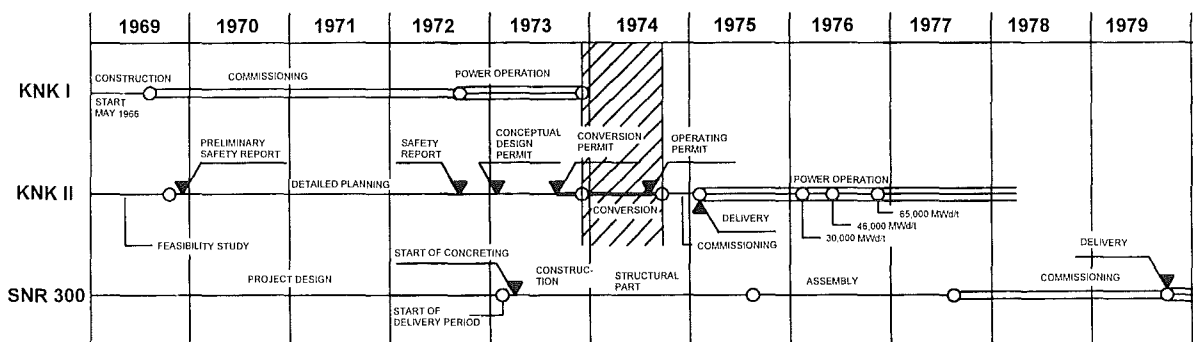 1969 1970 1971 1972 1973 1974 1975 1976 1977 1978 1979
KNK I
CONSTRUCTION
COMMISSIONING
POWER OPERATION
START
MAY 1966
PRELIMINARY
SAFETY REPORT
SAFETY
REPORT
CONCEPTUAL
DESIGN
PERMIT
CONVERSION
PERMIT
OPERATING
PERMIT
KNK II
DETAILED PLANNING
POWER OPERATION
CONVERSION
DELIVERY
65,000 MWd/t
46,000 MWd/t
30,000 MWd/t
FEASIBILITY STUDY
COMMISSIONING
START OF CONCRETING
DELIVERY
SNR 300
PROJECT DESIGN
CONSTRUC-
TION
STRUCTURAL
PART
ASSEMBLY
COMMISSIONING
START OF
DELIVERY PERIOD